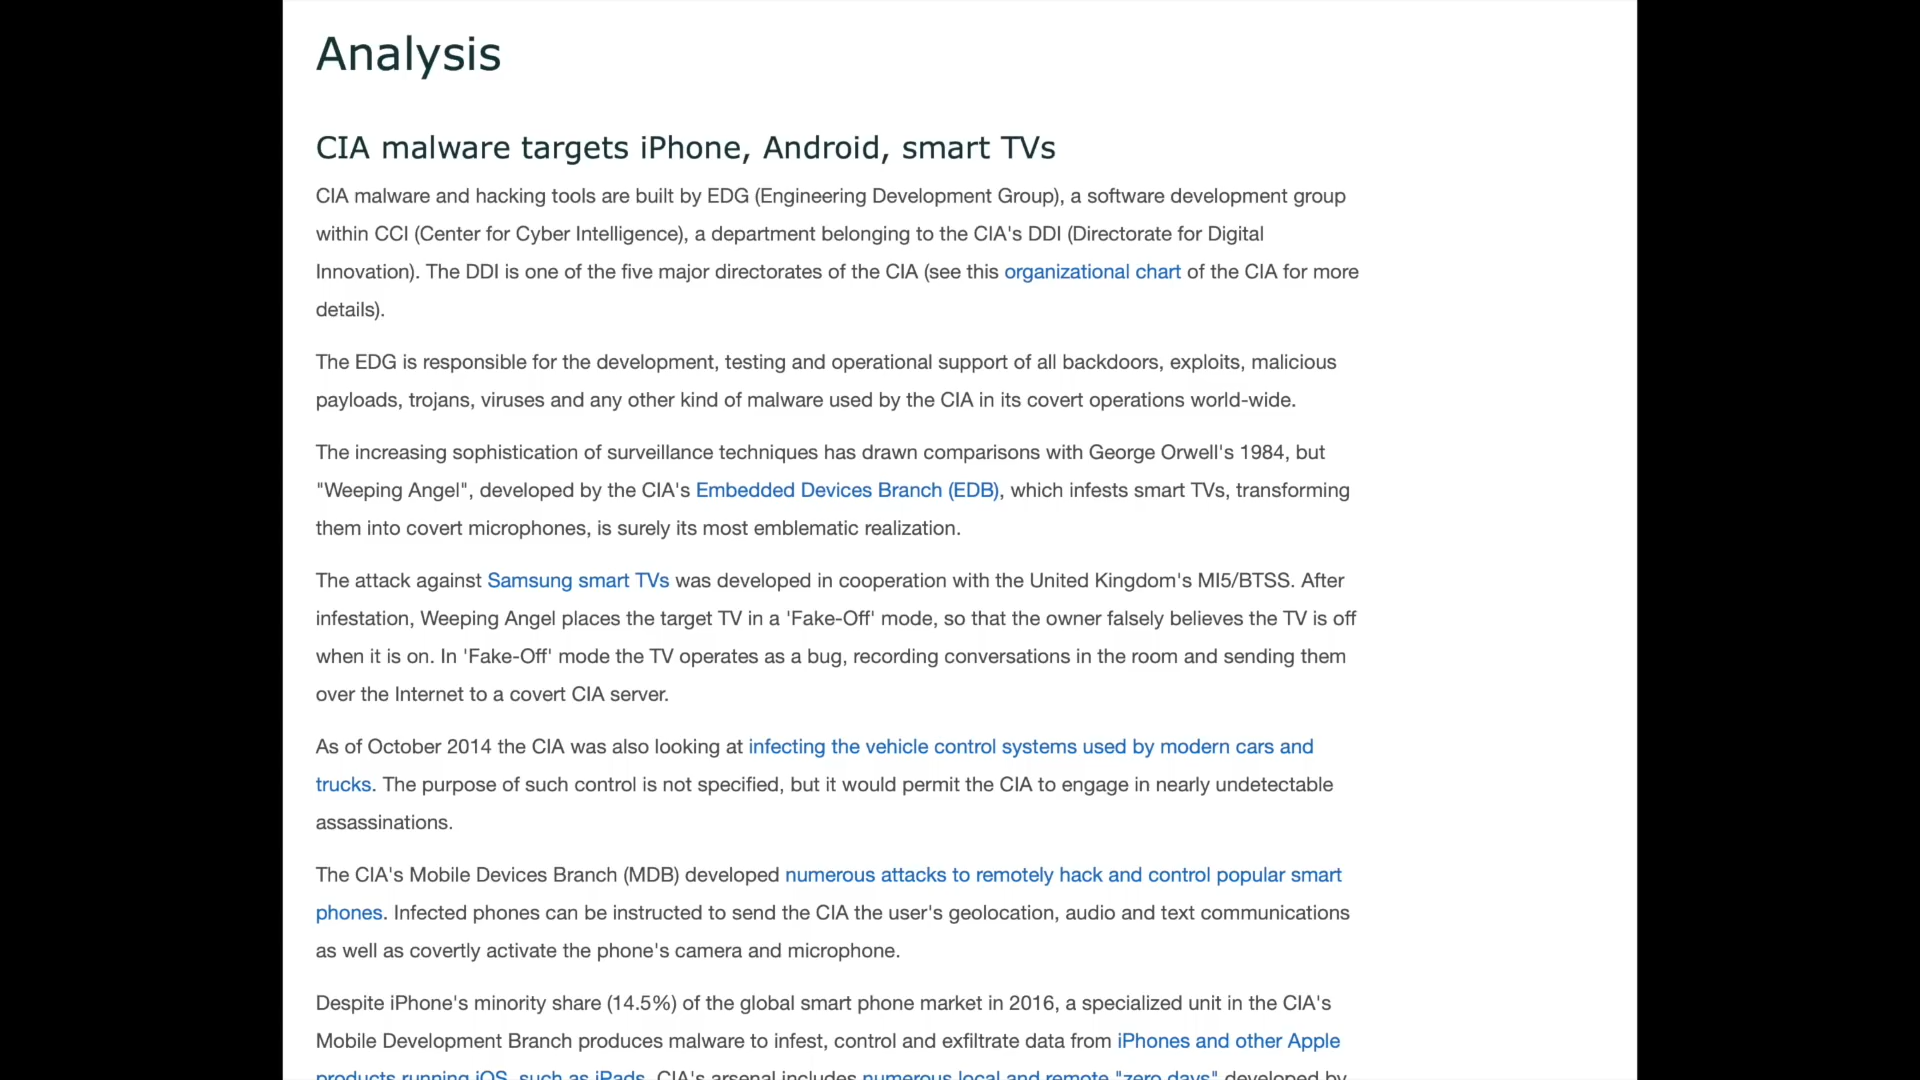 Analysis
CIA malware targets iPhone, Android, smart TVs
CIA malware and hacking tools are built by EDG (Engineering Development Group), a software development group
within CCI (Center for Cyber Intelligence), a department belonging to the CIA's DDI (Directorate for Digital
Innovation). The DDI is one of the five major directorates of the CIA (see this organizational chart of the CIA for more
details).
The EDG is responsible for the development, testing and operational support of all backdoors, exploits, malicious
payloads, trojans, viruses and any other kind of malware used by the CIA in its covert operations world-wide.
The increasing sophistication of surveillance techniques has drawn comparisons with George Orwell's 1984, but
"Weeping Angel", developed by the CIA's Embedded Devices Branch (EDB), which infests smart TVs, transforming
them into covert microphones, is surely its most emblematic realization.
The attack against Samsung smart TVs was developed in cooperation with the United Kingdom's MI5/BTSS. After
infestation, Weeping Angel places the target TV in a 'Fake-Off' mode, so that the owner falsely believes the TV is off
when it is on. In 'Fake-Off' mode the TV operates as a bug, recording conversations in the room and sending them
over the Internet to a covert CIA server.
As of October 2014 the CIA was also looking at infecting the vehicle control systems used by modern cars and
trucks. The purpose of such control is not specified, but it would permit the CIA to engage in nearly undetectable
assassinations.
The CIA's Mobile Devices Branch (MDB) developed numerous attacks to remotely hack and control popular smart
phones. Infected phones can be instructed to send the CIA the user's geolocation, audio and text communications
as well as covertly activate the phone's camera and microphone.
Despite iPhone's minority share (14.5%) of the global smart phone market in 2016, a specialized unit in the CIA's
Mobile Development Branch produces malware to infest, control and exfiltrate data from iPhones and other Apple
products running iOS, such as iPads. CIA's arsenal includes numerous local and remote "zero days" developed by